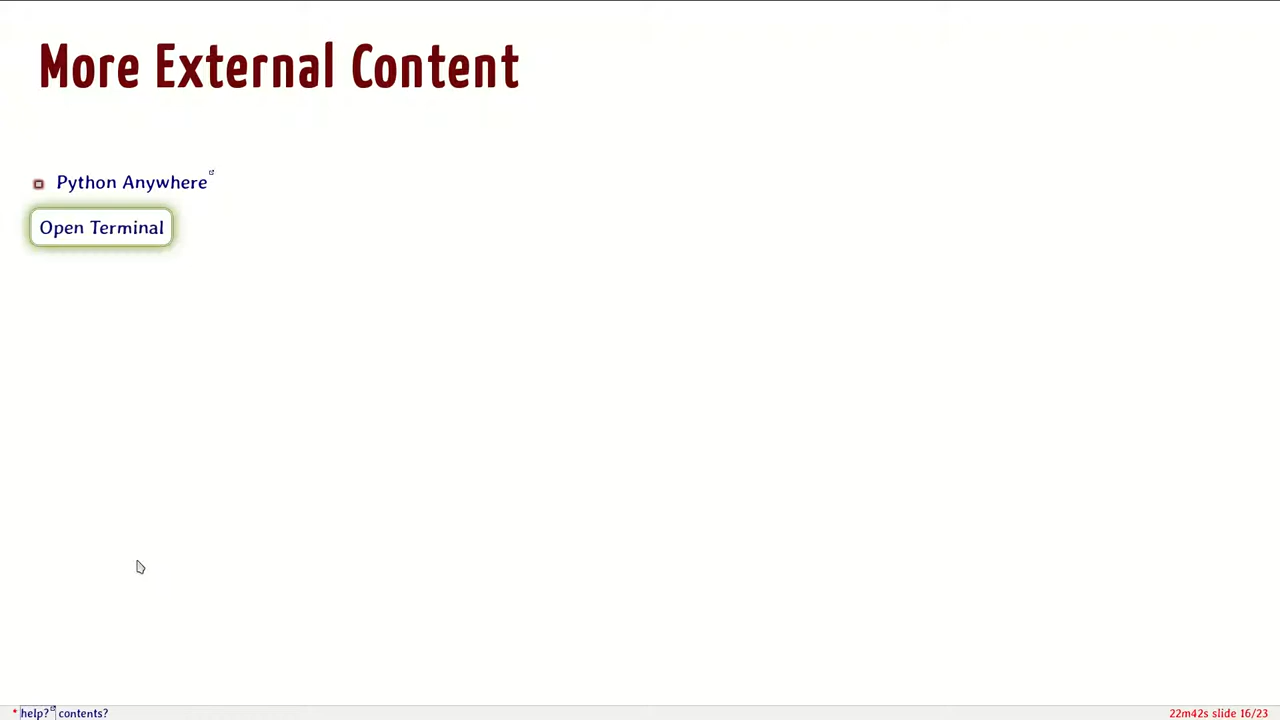 More External Content
Python Anywhere
Open Terminal
* help? contents?
22m42s slide 16/23